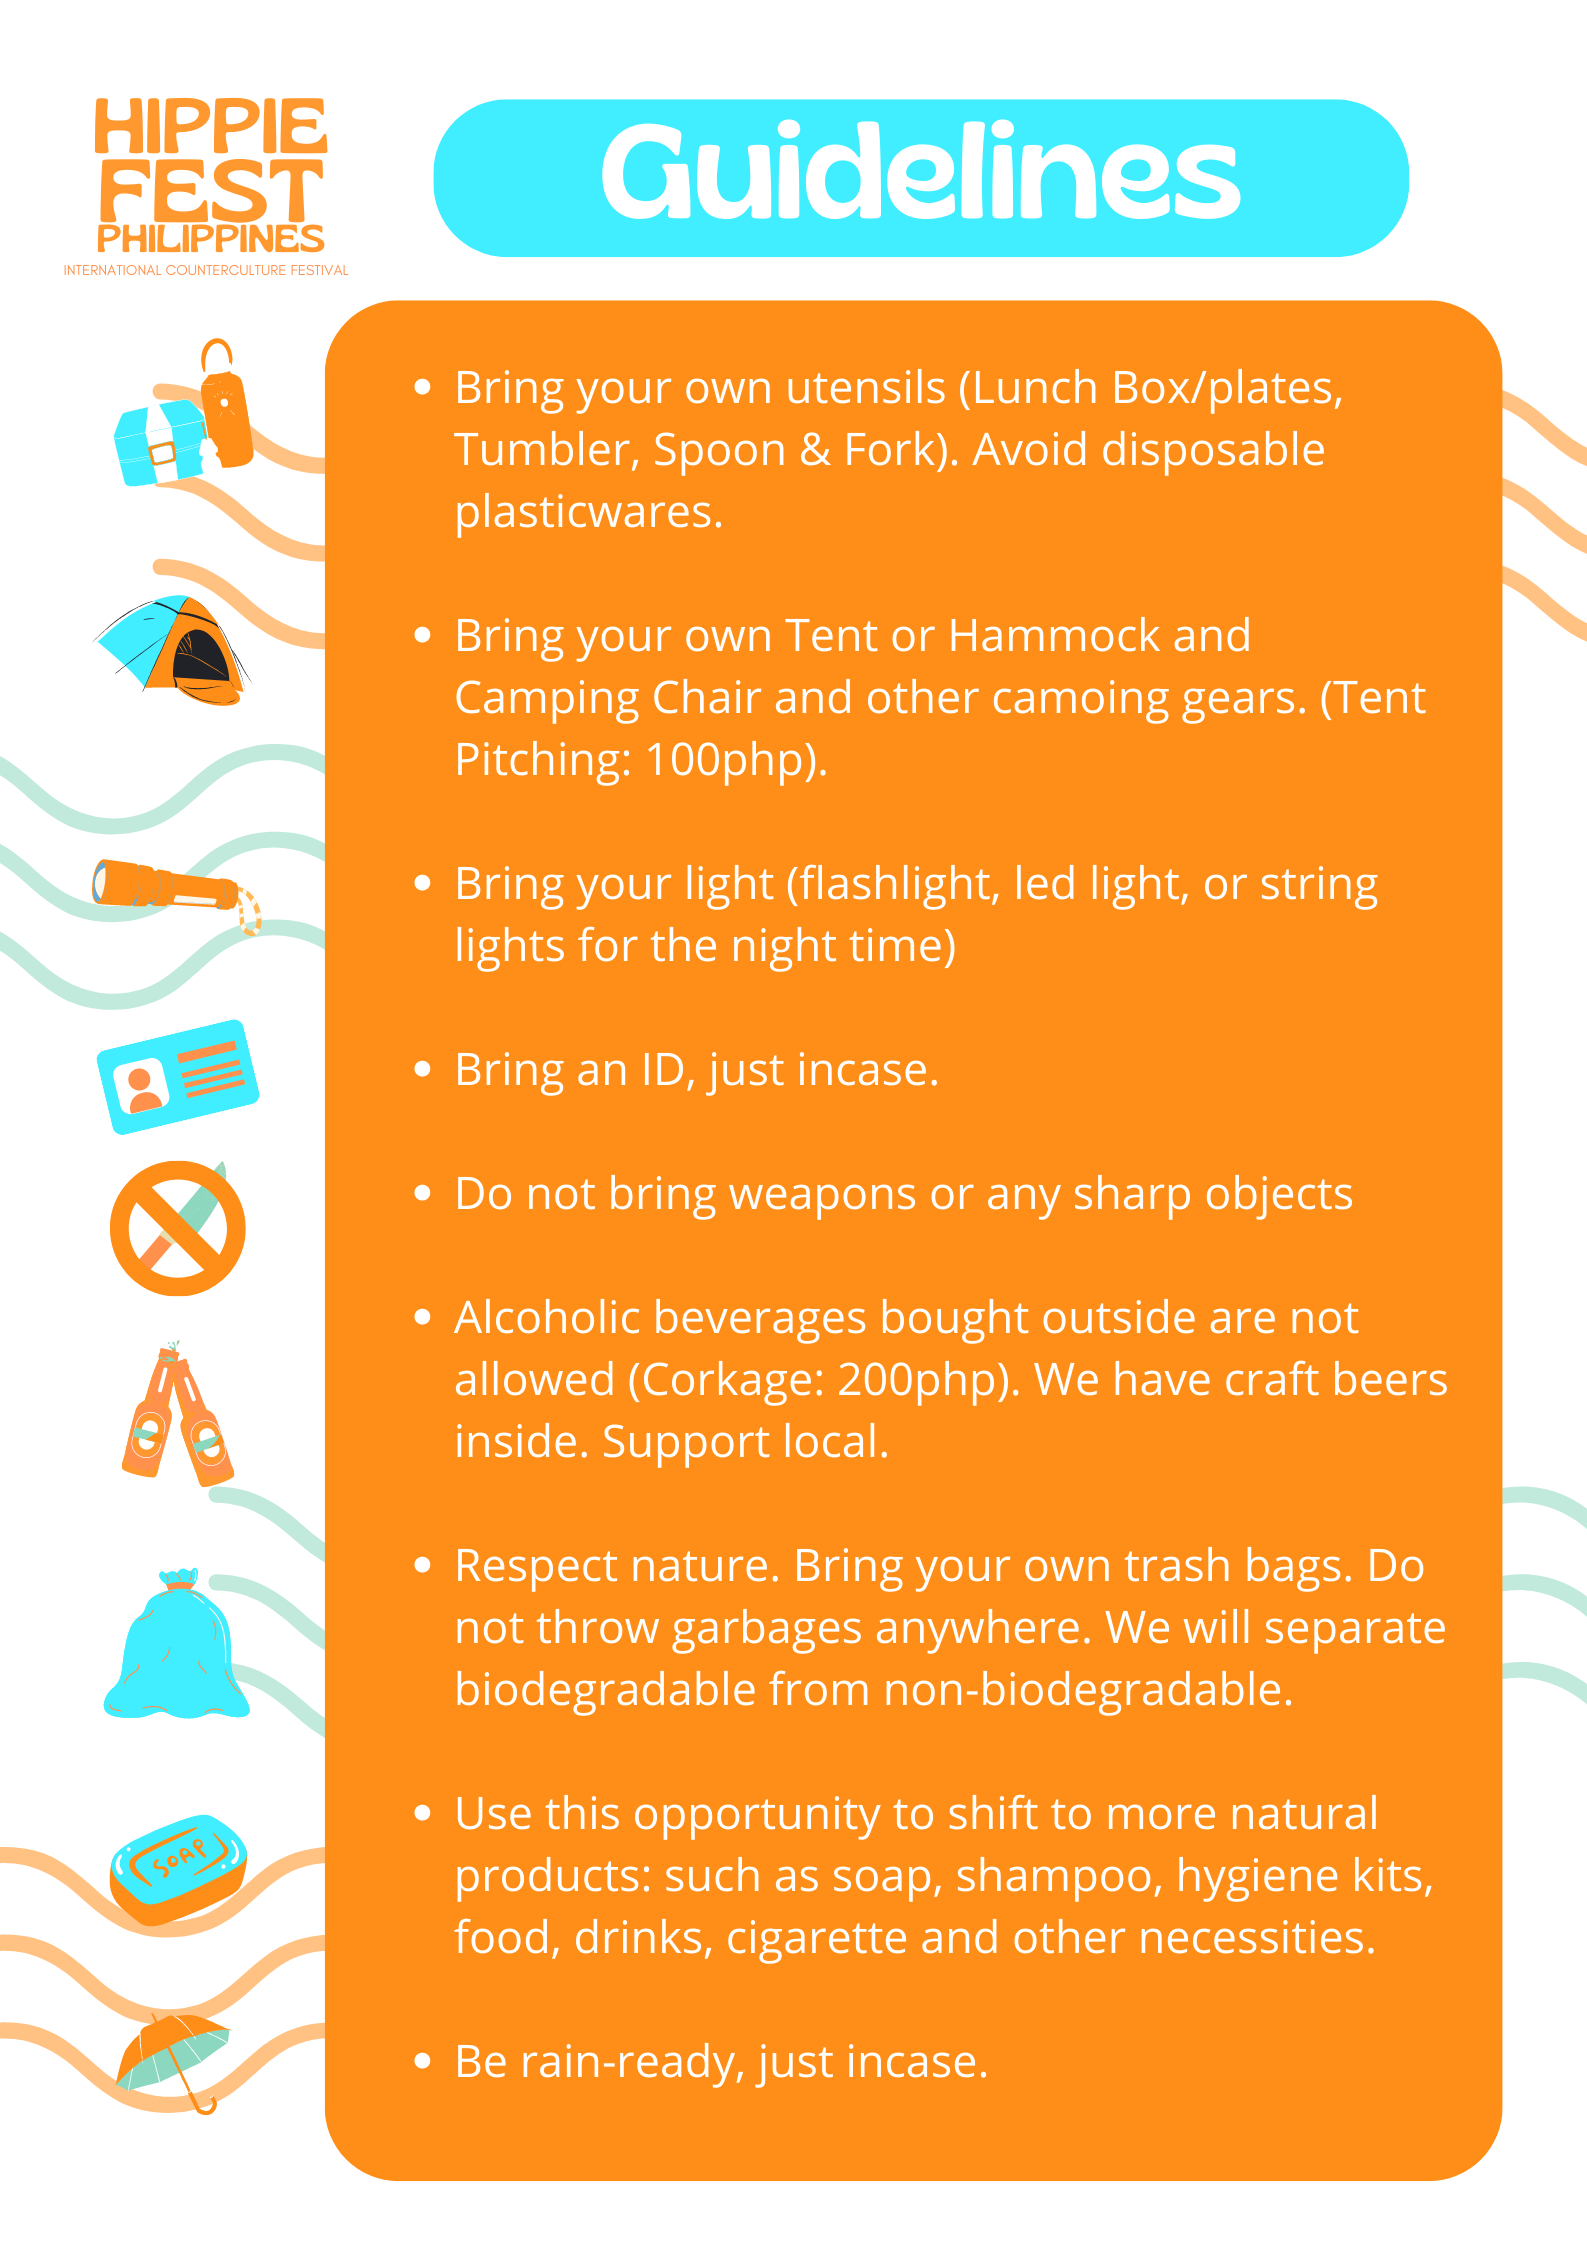 HIPPIE
FEST
PHILIPPINES
INTERNATIONAL COUNTERCULTURE FESTIVAL
Guidelines
• Bring your own utensils (Lunch Box/plates,
Tumbler, Spoon & Fork). Avoid disposable
plasticwares.
• Bring your own Tent or Hammock and
Camping Chair and other camoing gears. (Tent
Pitching: 100php).
• Bring your light (flashlight, led light, or string
lights for the night time)
• Bring an ID, just incase.
• Do not bring weapons or any sharp objects
• Alcoholic beverages bought outside are not
allowed (Corkage: 200php). We have craft beers
inside. Support local.
• Respect nature. Bring your own trash bags. Do
not throw garbages anywhere. We will separate
biodegradable from non-biodegradable.
• Use this opportunity to shift to more natural
products: such as soap, shampoo, hygiene kits,
food, drinks, cigarette and other necessities.
• Be rain-ready, just incase.
SOAP